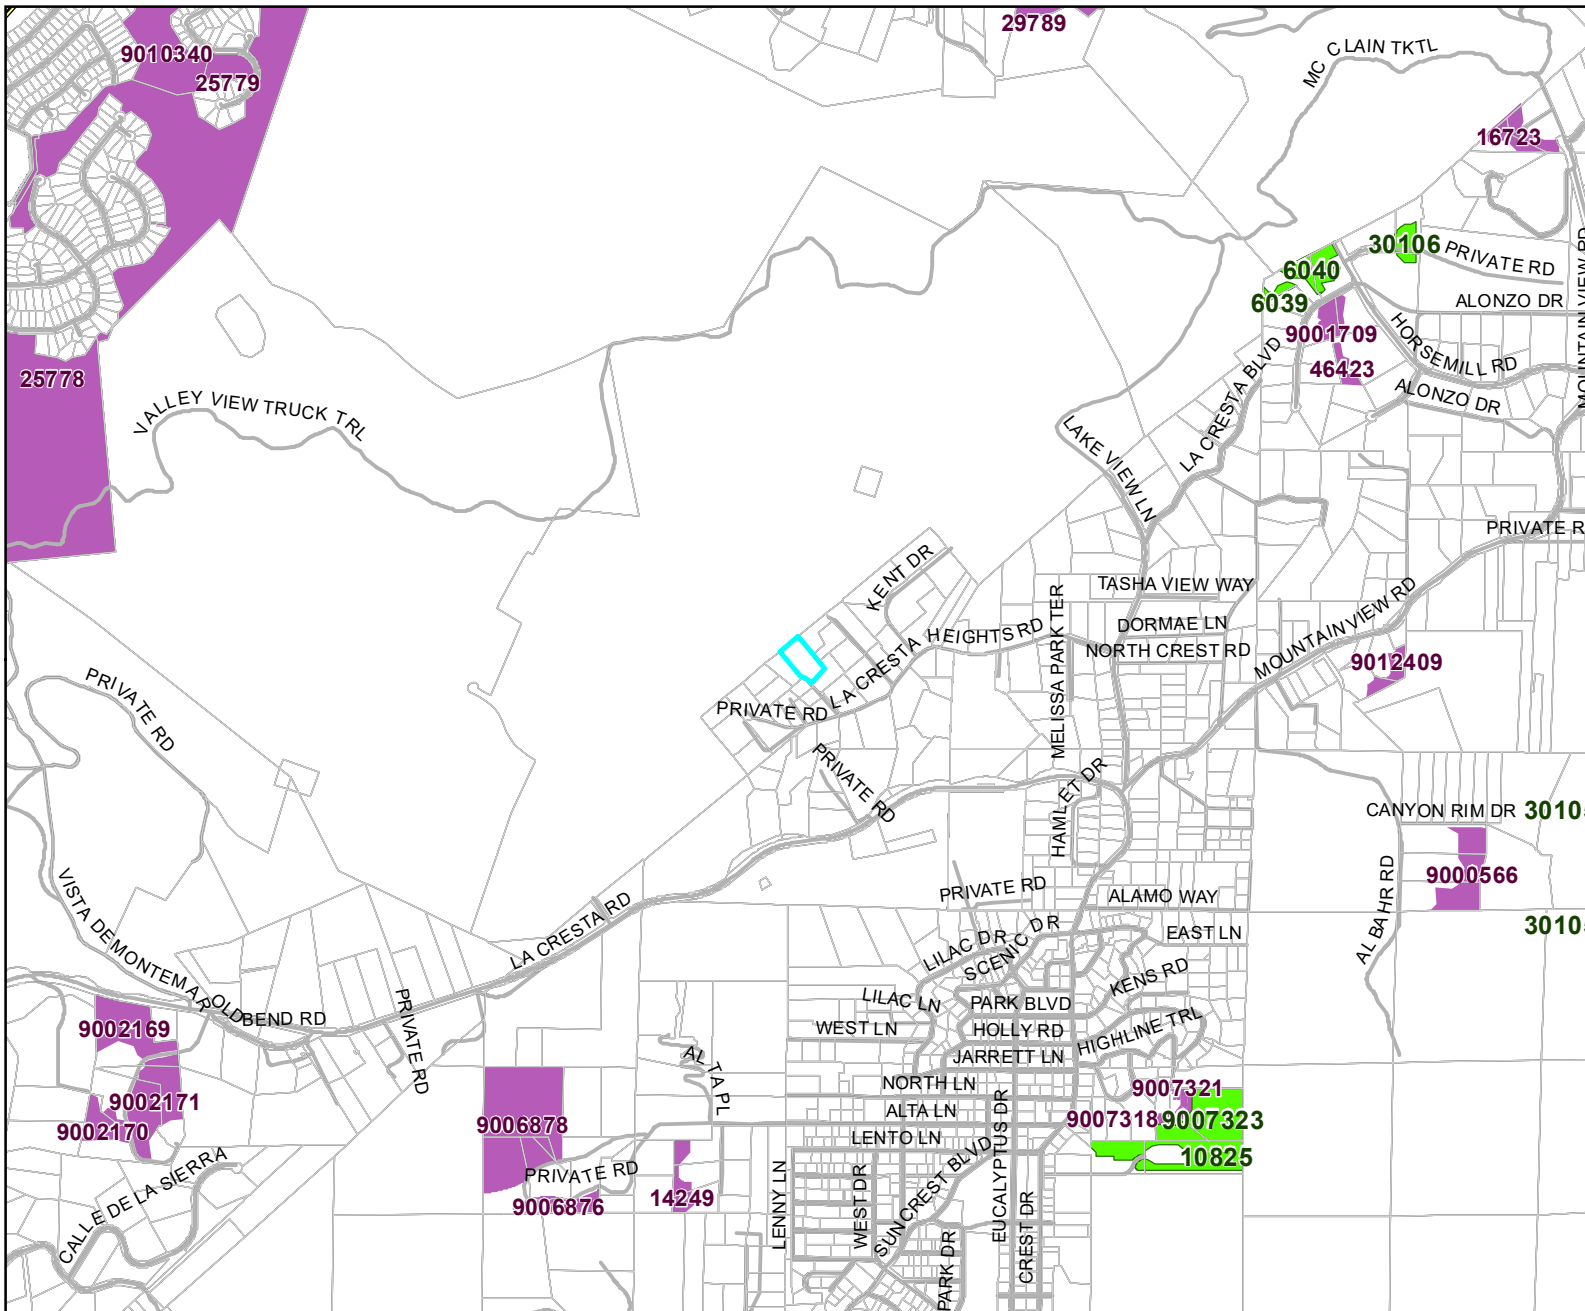 29789
9010340
25779
MC CLAIN TKTL
16723
30106
PRIVATE RD
6040
6039
ALONZO DR
MOUNTAIN VIEW RD
9001709
HORSEMILL RD
46423
ALONZO DR
LA CRESTA BLVD
25778
VALLEY VIEW TRUCK TRL
LAKE VIEW LN
PRIVATE R
KENT DR
TASHA VIEW WAY
MELISSA PARK TER
DORMAE LN
LA CRESTA HEIGHTS RD
NORTH CREST RD
MOUNTAIN VIEW RD
9012409
PRIVATE RD
PRIVATE RD
PRIVATE RD
HAMLET DR
CANYON RIM DR
3010
9000566
PRIVATE RD
ALAMO WAY
AL BAHR RD
VISTA DEMONTEMAR
LA CRESTA RD
3010
EAST LN
LILAC DR
SCENIC DR
KENS RD
LILAC LN
PARK BLVD
OLD BEND RD
PRIVATE RD
9002169
WEST LN
HOLLY RD
HIGHLINE TRL
JARRETT LN
ALTA PL
NORTH LN
9007321
9002171
ALTA LN
9007318
9007323
9002170
9006878
LENTO LN
EUCALYPTUS DR
10825
CALLE DE LA SIERRA
PRIVATE RD
9006876
14249
LENNY LN
WEST DR
SUNCREST BLVD
CREST DR
PARK DR